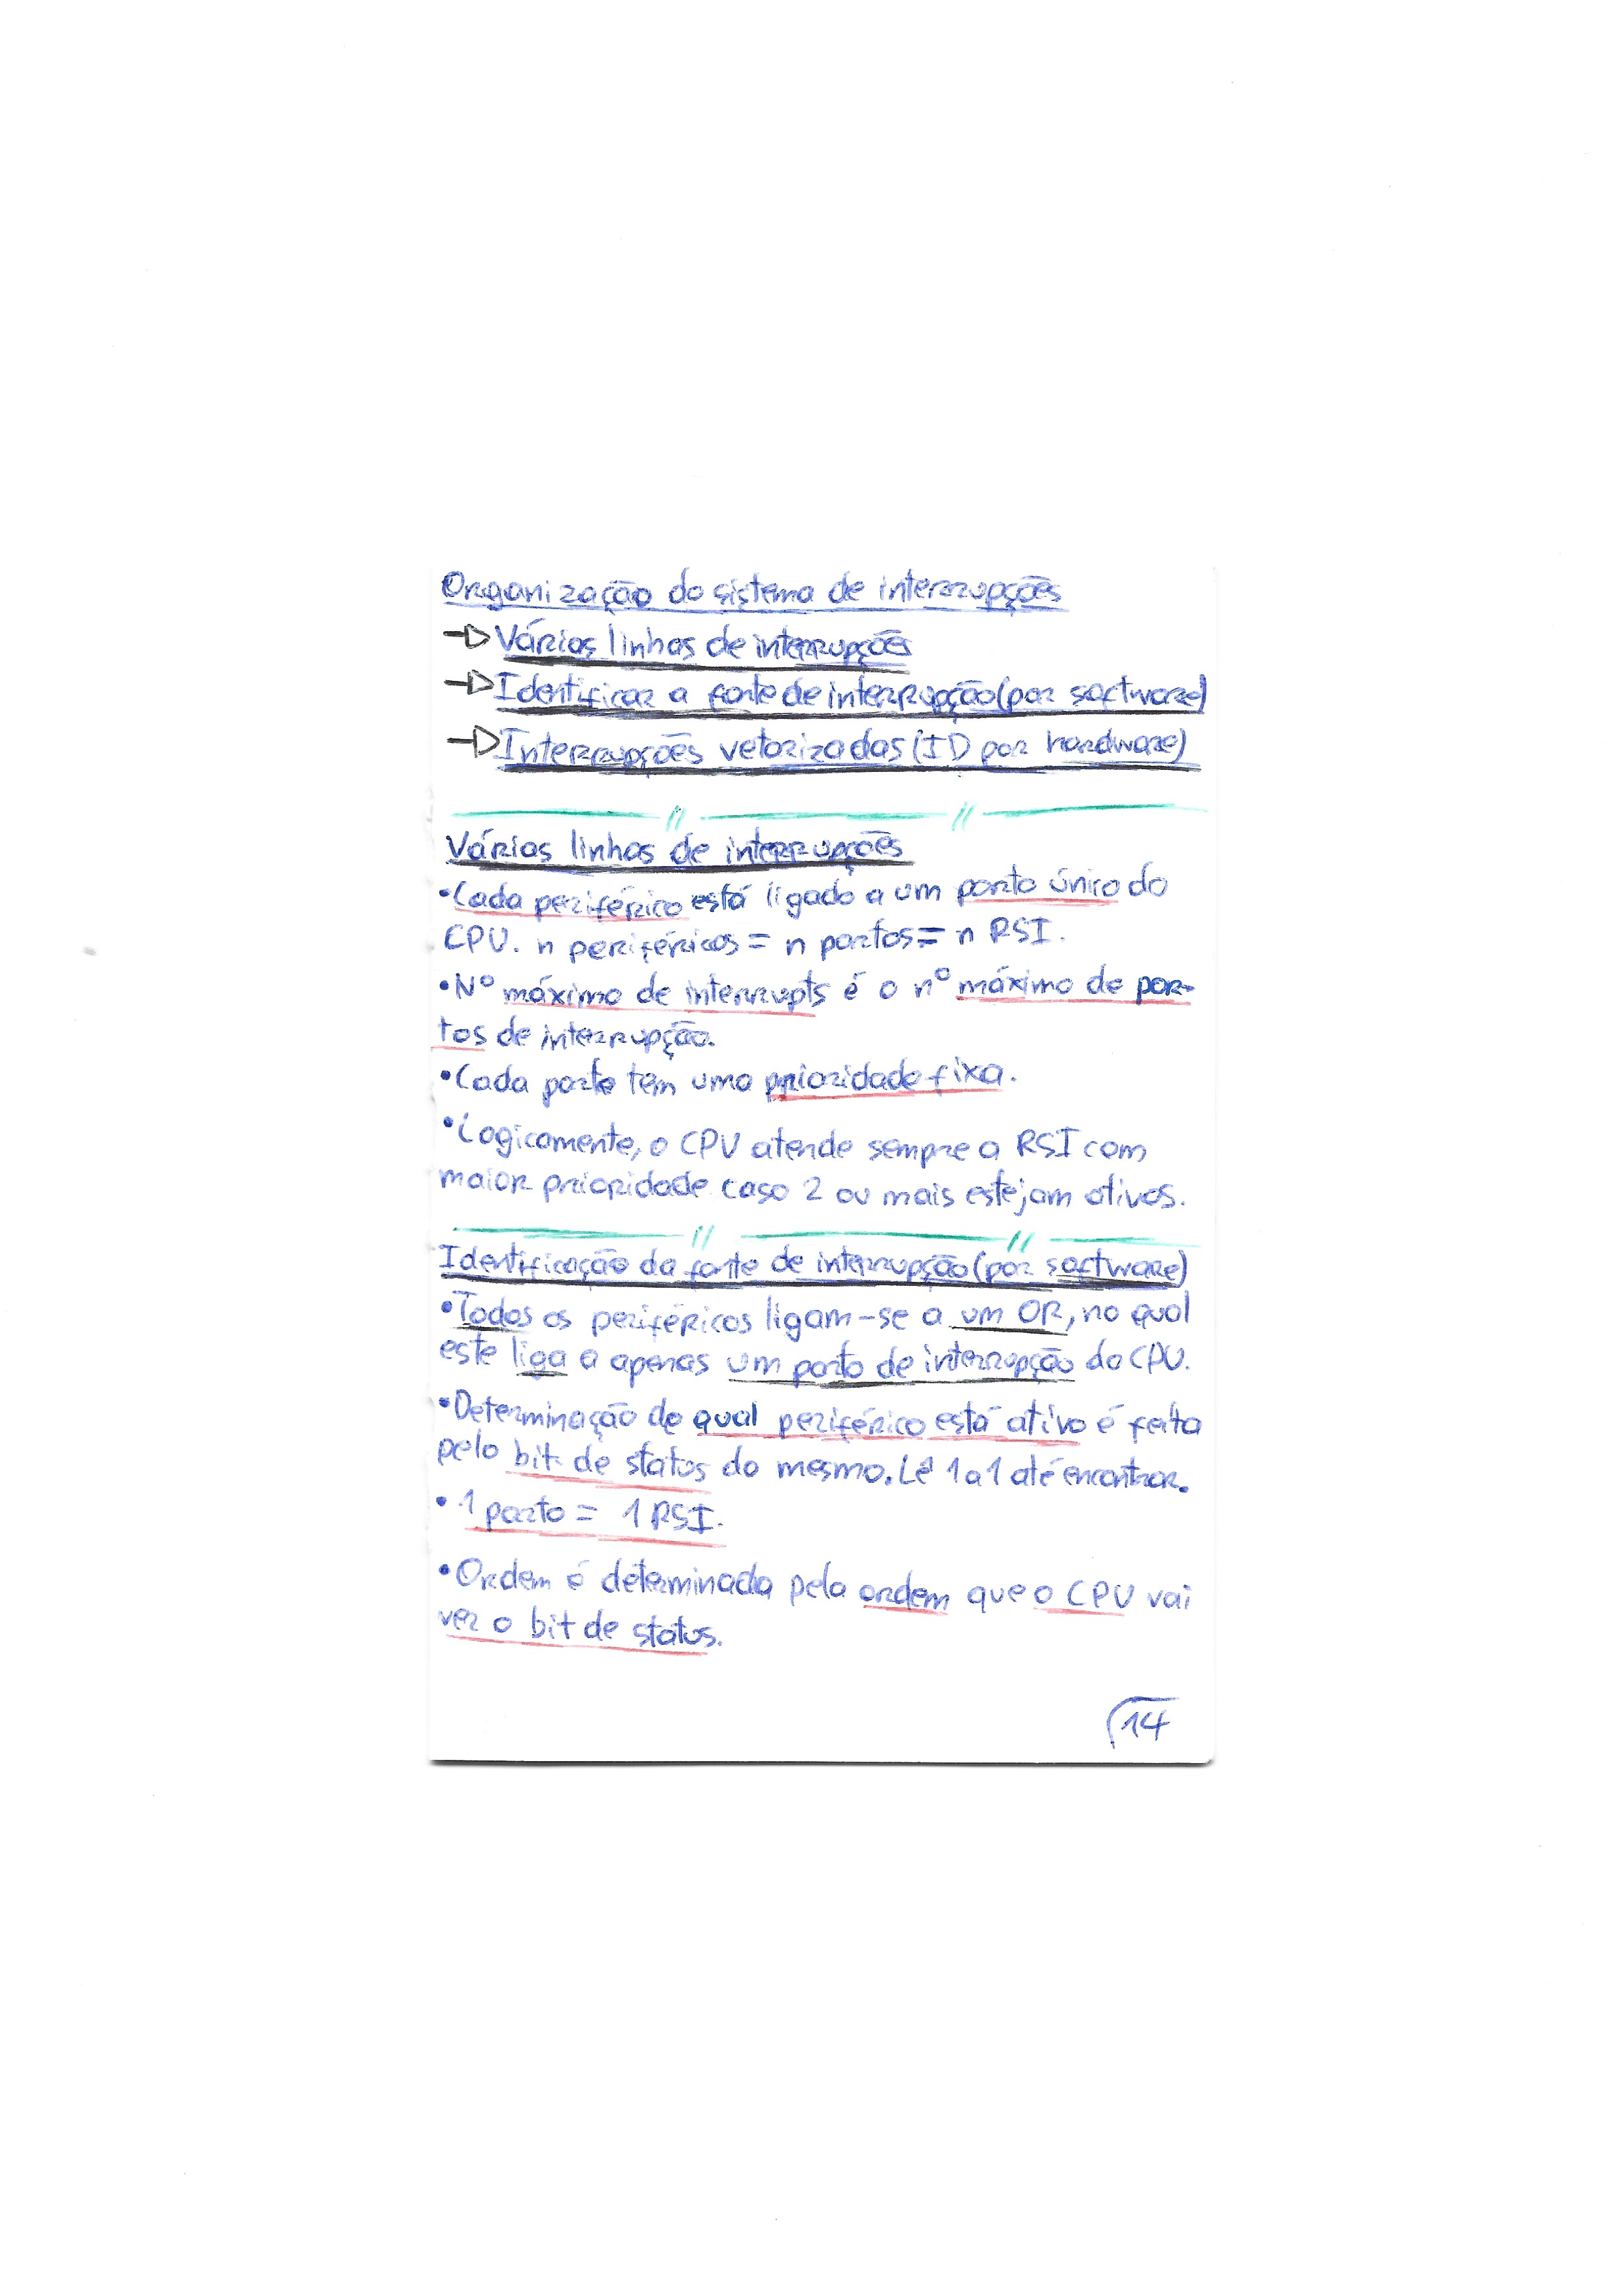 Organização do sistema de interrupções
Várias linhas de interrupções
Identificar a fonte de interrupção (por software)
Interrupções vetorizadas (ID por hardware)
Várias linhas de interrupções
•Cada periférico está ligado a um porto único do
CPU. n periféricos = n portos = n RSI.
•Nº máximo de interrupts é o nº máximo de por-
tos de interrupção.
•Cada porto tem uma prioridade fixa.
•Logicamente, o CPU atende sempre a RSI com
maior prioridade caso 2 ou mais estejam ativos.
Identificação da fonte de interrupção (por software)
•Todos os periféricos ligam-se a um OR, no qual
este liga a apenas um porto de interrupção do CPU.
•Determinação de qual periférico está ativo é feita
pelo bit de status do mesmo. Lê 1 a 1 até encontrar.
• 1 porto = 1 RSI.
•Ordem é determinada pela ordem que o CPU vai
ver o bit de status.
14